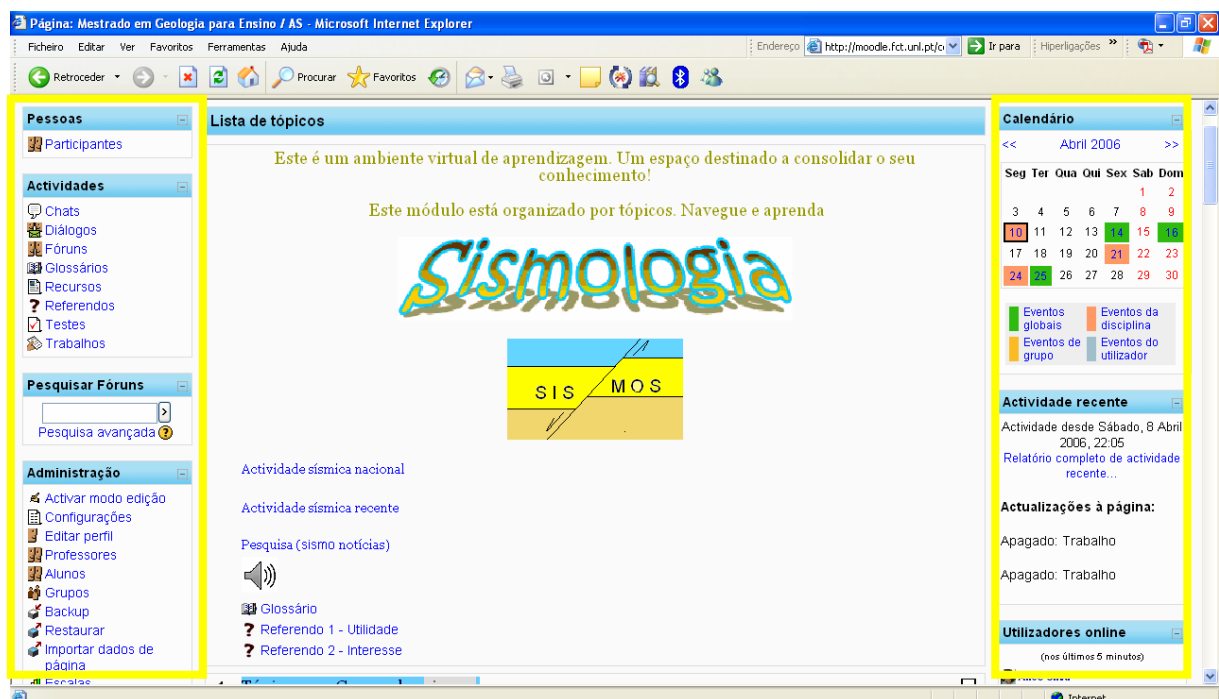 Página: Mestrado em Geologia para Ensino / AS - Microsoft Internet Explorer
Ficheiro Editar Ver Favoritos Ferramentas Ajuda
Endereço http://moodle.fct.unl.pt/ Ir para Hiperligações »
Retroceder Procurar Favoritos
Pessoas
Participantes
Actividades
Chats
Diálogos
Fóruns
Glossários
Recursos
? Referendos
Testes
Trabalhos
Pesquisar Fóruns
>
Pesquisa avançada ?
Administração
Activar modo edição
Configurações
Editar perfil
Professores
Alunos
Grupos
Backup
Restaurar
Importar dados de
página
Escalas
Lista de tópicos
Este é um ambiente virtual de aprendizagem. Um espaço destinado a consolidar o seu
conhecimento!
Este módulo está organizado por tópicos. Navegue e aprenda
Sismologia
SIS MOS
Actividade sísmica nacional
Actividade sísmica recente
Pesquisa (sismo notícias)
Glossário
? Referendo 1 - Utilidade
? Referendo 2 - Interesse
Calendário
<< Abril 2006 >>
Seg Ter Qua Qui Sex Sab Dom
1 2
3 4 5 6 7 8 9
10 11 12 13 14 15 16
17 18 19 20 21 22 23
24 25 26 27 28 29 30
Eventos globais
Eventos da disciplina
Eventos de grupo
Eventos do utilizador
Actividade recente
Actividade desde Sábado, 8 Abril
2006, 22:05
Relatório completo de actividade
recente...
Actualizações à página:
Apagado: Trabalho
Apagado: Trabalho
Utilizadores online
(nos últimos 5 minutos)
Internet